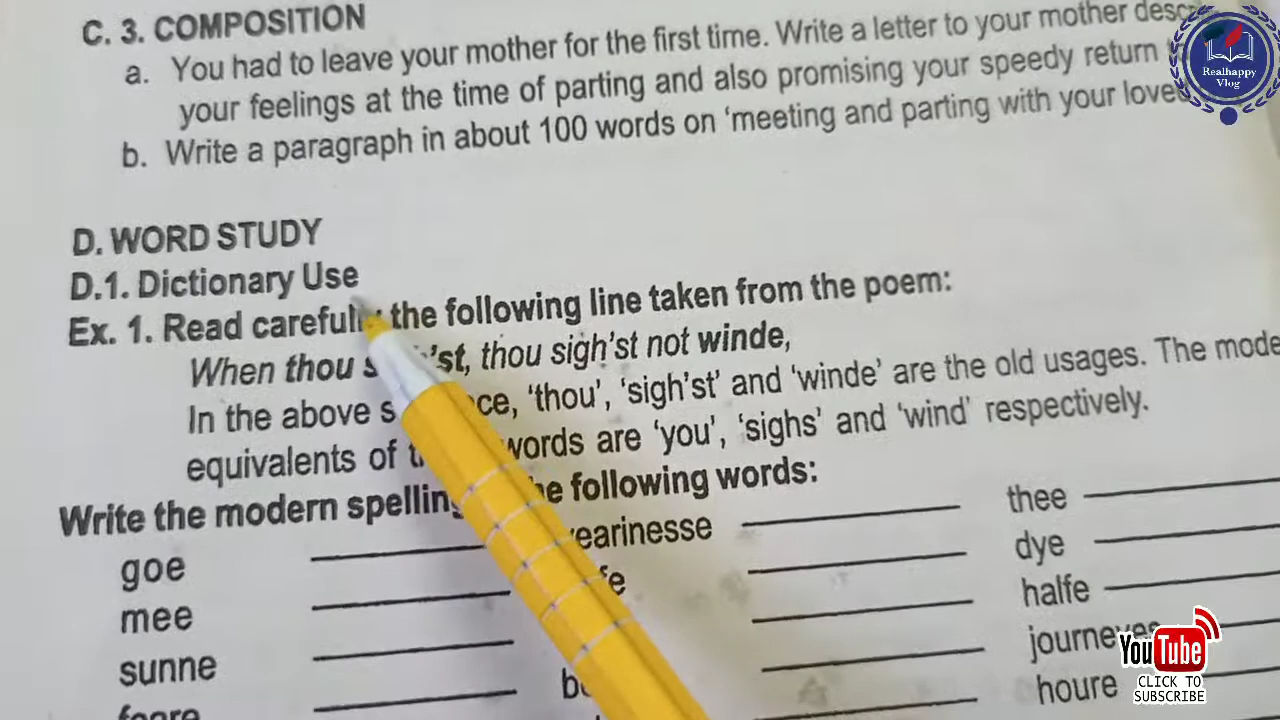 C. 3. COMPOSITION
a. You had to leave your mother for the first time. Write a letter to your mother
your feelings at the time of parting and also promising your speedy return
b. Write a paragraph in about 100 words on ‘meeting and parting with your
D. WORD STUDY
D.1. Dictionary Use
Ex. 1. Read carefully the following line taken from the poem:
When thou 'st, thou sigh'st not winde,
In the above ce, ‘thou’, ‘sigh'st’ and ‘winde’ are the old usages. The
equivalents of words are ‘you’, ‘sighs’ and ‘wind’ respectively.
Write the modern spelling following words:
goe earinesse thee
mee fe dye
sunne halfe
journeyes
houre
Realhappy
Vlog
YouTube
CLICK TO
SUBSCRIBE